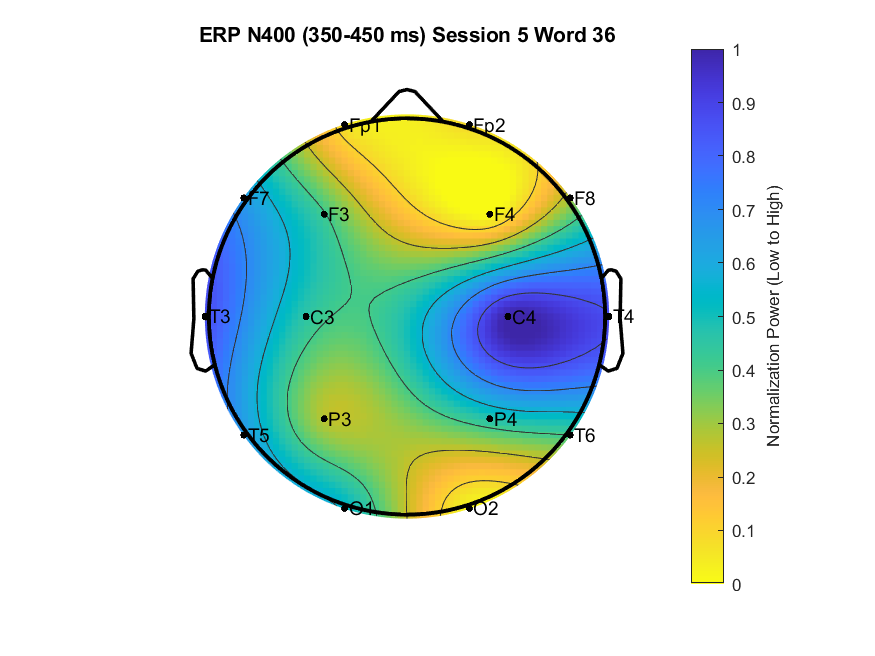 ERP N400 (350-450 ms) Session 5 Word 36
Fp1 Fp2
F7 F8
F3 F4
T3 C3 C4 T4
P3 P4
T5 T6
O1 O2
1
0.9
0.8
0.7
0.6
0.5
0.4
0.3
0.2
0.1
0
Normalization Power (Low to High)